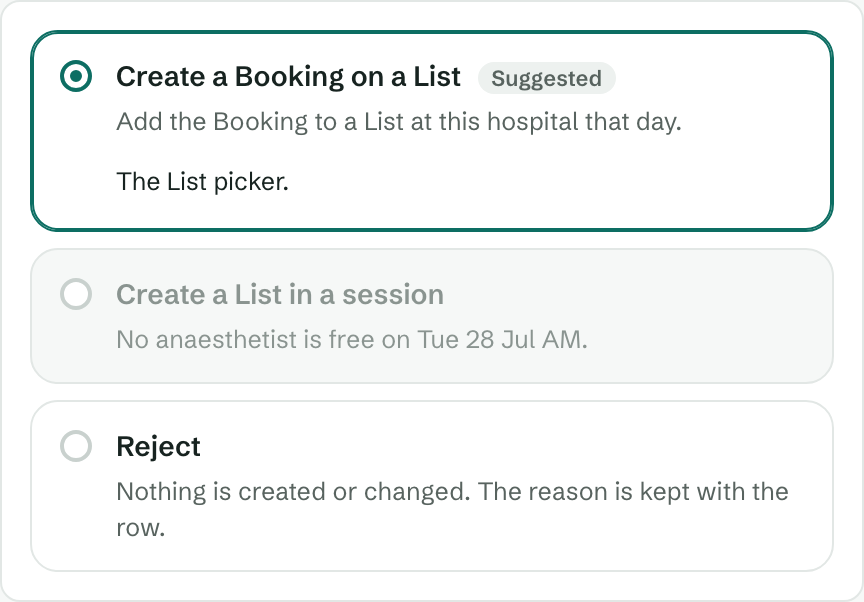 Create a Booking on a List Suggested
Add the Booking to a List at this hospital that day.
The List picker.
Create a List in a session
No anaesthetist is free on Tue 28 Jul AM.
Reject
Nothing is created or changed. The reason is kept with the
row.